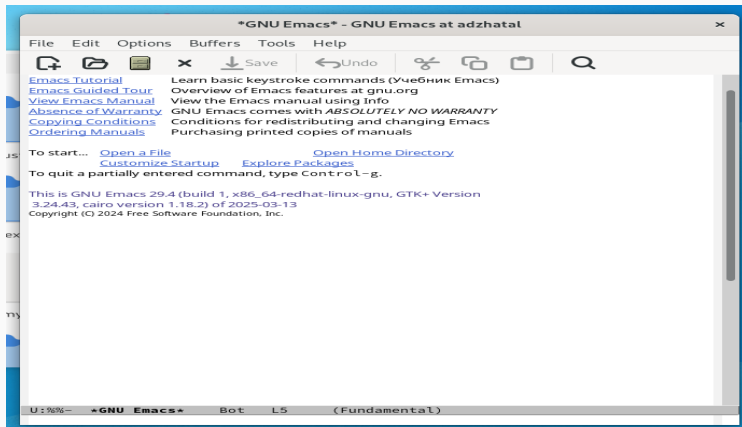 *GNU Emacs* - GNU Emacs at adzhatal
×
File Edit Options Buffers Tools Help
Save Undo
Emacs Tutorial Learn basic keystroke commands (Учебник Emacs)
Emacs Guided Tour Overview of Emacs features at gnu.org
View Emacs Manual View the Emacs manual using Info
Absence of Warranty GNU Emacs comes with ABSOLUTELY NO WARRANTY
Copying Conditions Conditions for redistributing and changing Emacs
Ordering Manuals Purchasing printed copies of manuals
To start... Open a File Open Home Directory
Customize Startup Explore Packages
To quit a partially entered command, type Control-g.
This is GNU Emacs 29.4 (build 1, x86_64-redhat-linux-gnu, GTK+ Version
3.24.43, cairo version 1.18.2) of 2025-03-13
Copyright (C) 2024 Free Software Foundation, Inc.
U:%%- *GNU Emacs* Bot L5 (Fundamental)